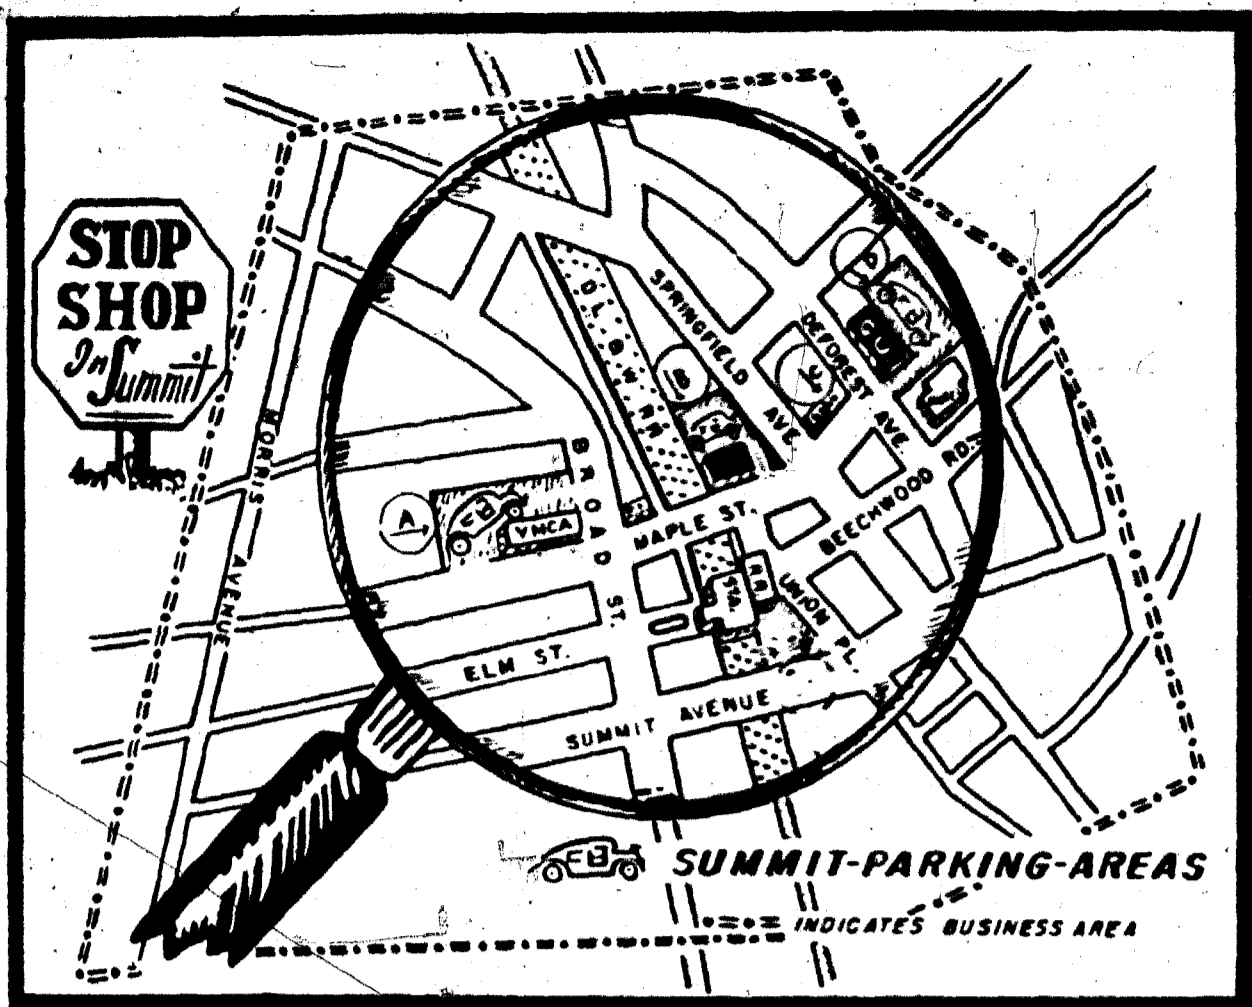 STOP
SHOP
In Summit
MORRIS AVENUE
D L & W RR
SPRINGFIELD AVE
DEFOREST AVE.
D
C
B
A
YMCA
BROAD ST.
MAPLE ST.
BEECHWOOD RD.
R.R. STA.
UNION PL.
ELM ST.
SUMMIT AVENUE
SUMMIT-PARKING-AREAS
INDICATES BUSINESS AREA